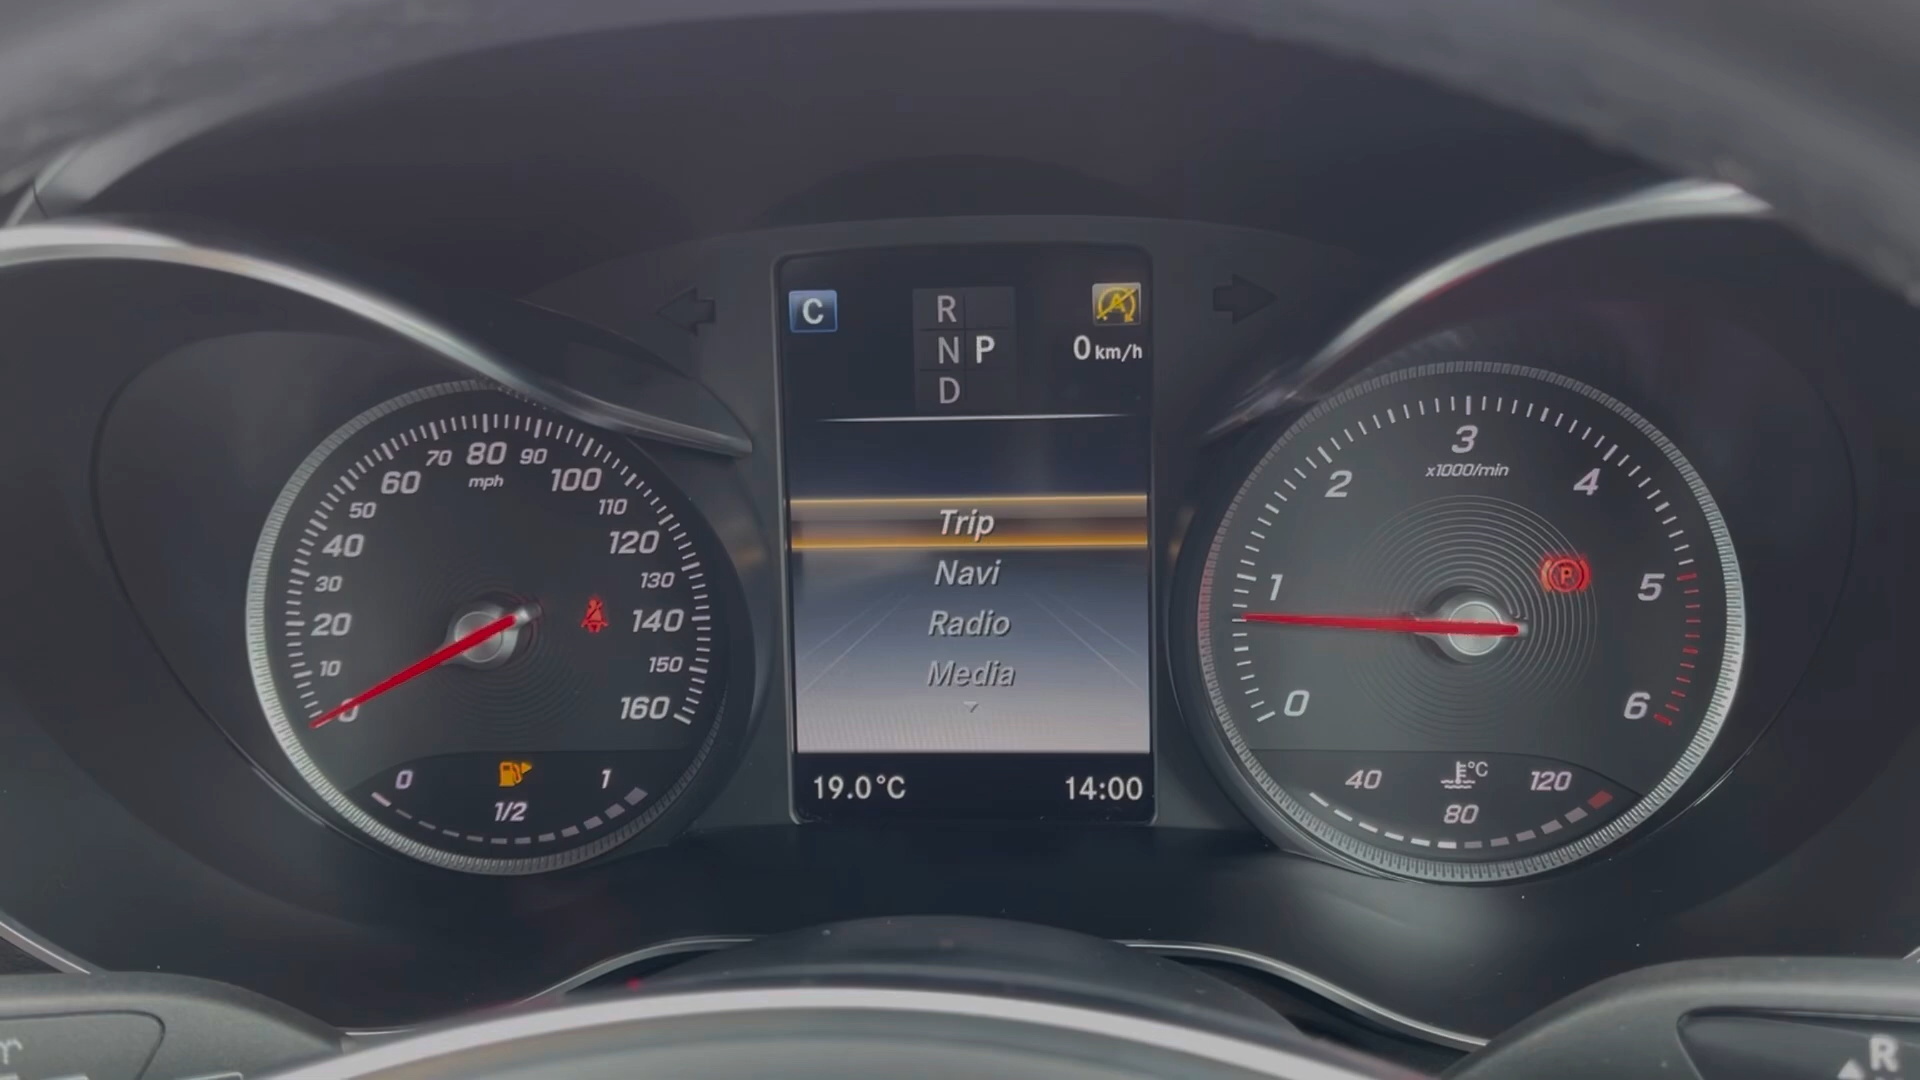 C
R
N P
D
A
0 km/h
Trip
Navi
Radio
Media
19.0°C
14:00
0
10
20
30
40
50
60
70
80
90
100
110
120
130
140
150
160
mph
0
1/2
1
0
1
2
3
4
5
6
x1000/min
P
40
80
120
°C
R